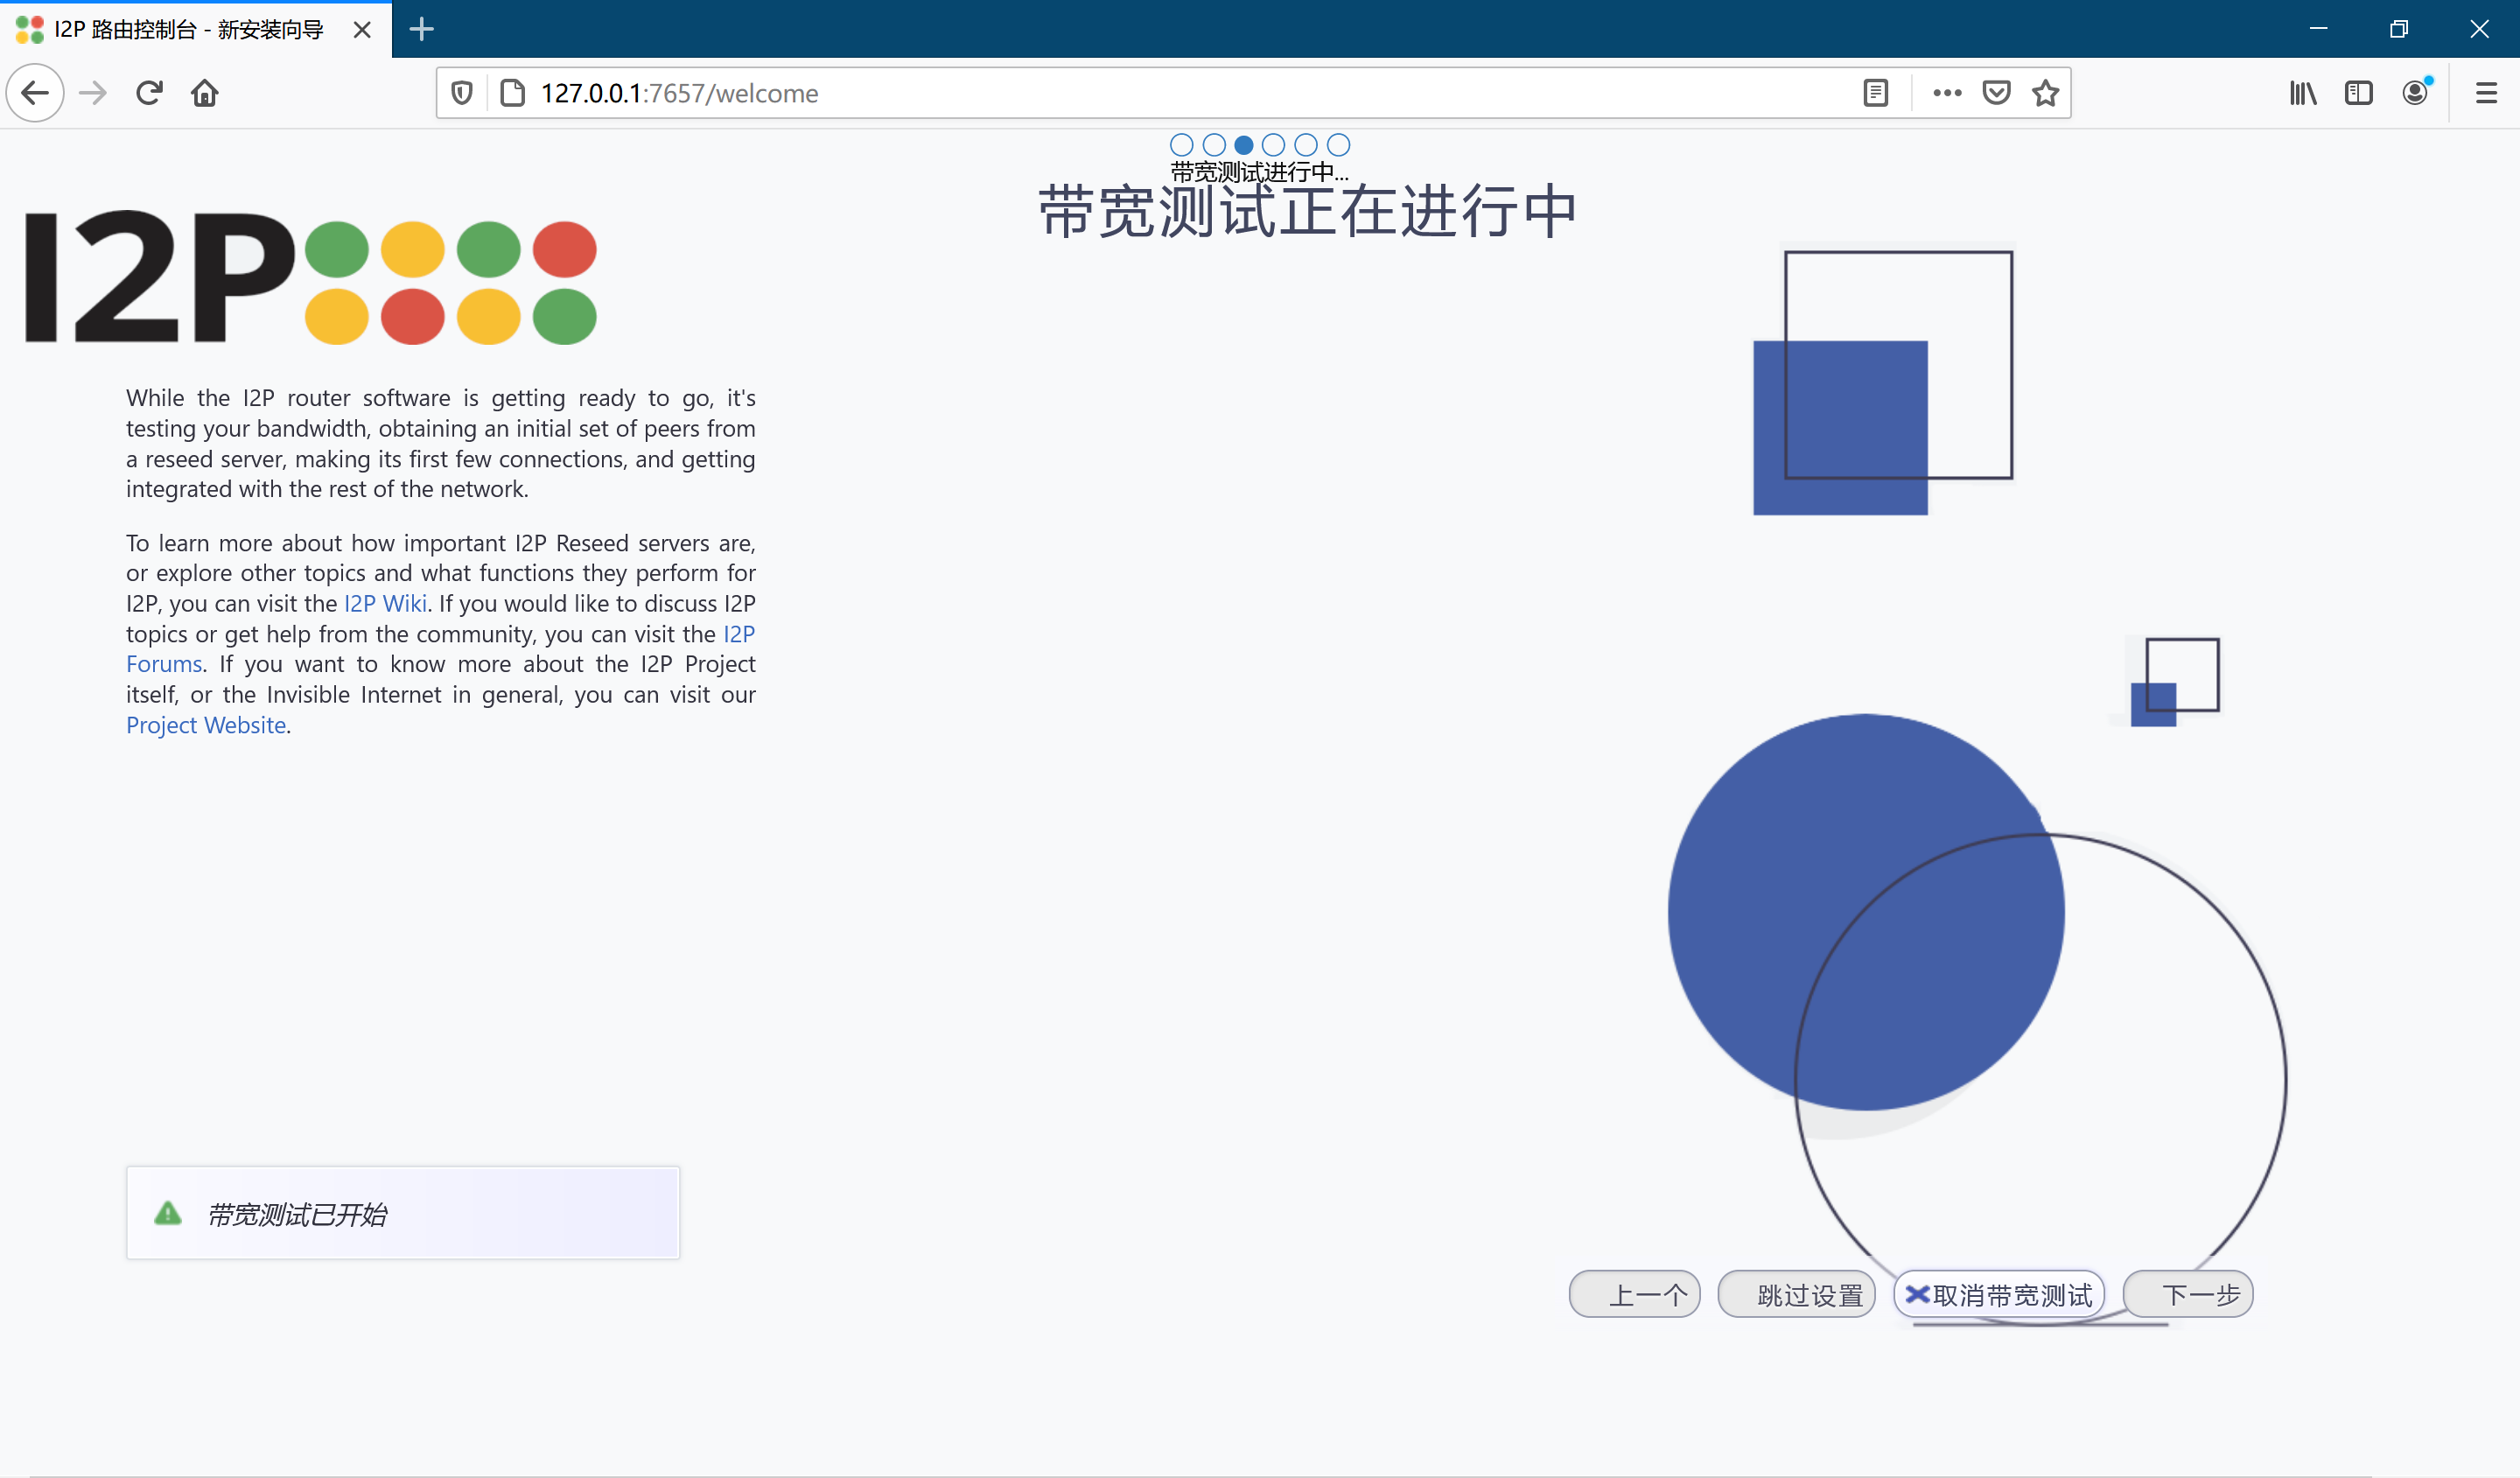 I2P 路由控制台 - 新安装向导
127.0.0.1:7657/welcome
带宽测试进行中...
带宽测试正在进行中
I2P
While the I2P router software is getting ready to go, it's
testing your bandwidth, obtaining an initial set of peers from
a reseed server, making its first few connections, and getting
integrated with the rest of the network.
To learn more about how important I2P Reseed servers are,
or explore other topics and what functions they perform for
I2P, you can visit the I2P Wiki. If you would like to discuss I2P
topics or get help from the community, you can visit the I2P
Forums. If you want to know more about the I2P Project
itself, or the Invisible Internet in general, you can visit our
Project Website.
带宽测试已开始
上一个 跳过设置 取消带宽测试 下一步